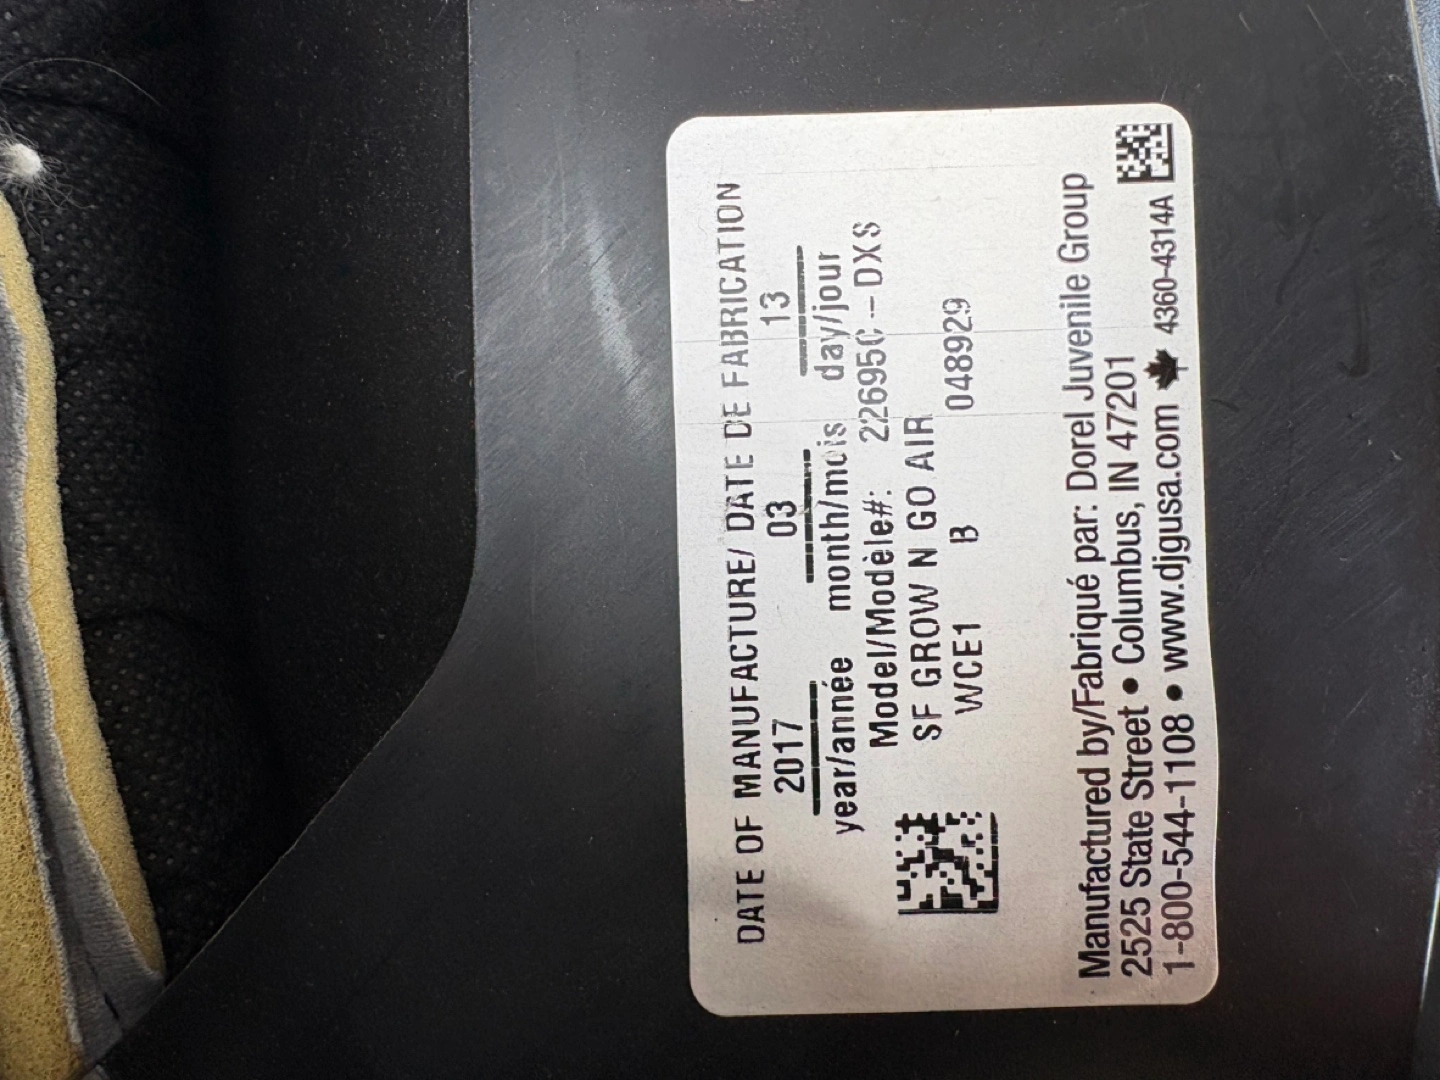 DATE OF MANUFACTURE/ DATE DE FABRICATION
2017 03 13
year/année month/mois day/jour
Model/Modèle#: 22695C--DXS
SF GROW N GO AIR
WCE1 B 048929
Manufactured by/Fabriqué par: Dorel Juvenile Group
2525 State Street • Columbus, IN 47201
1-800-544-1108 • www.djgusa.com 4360-4314A